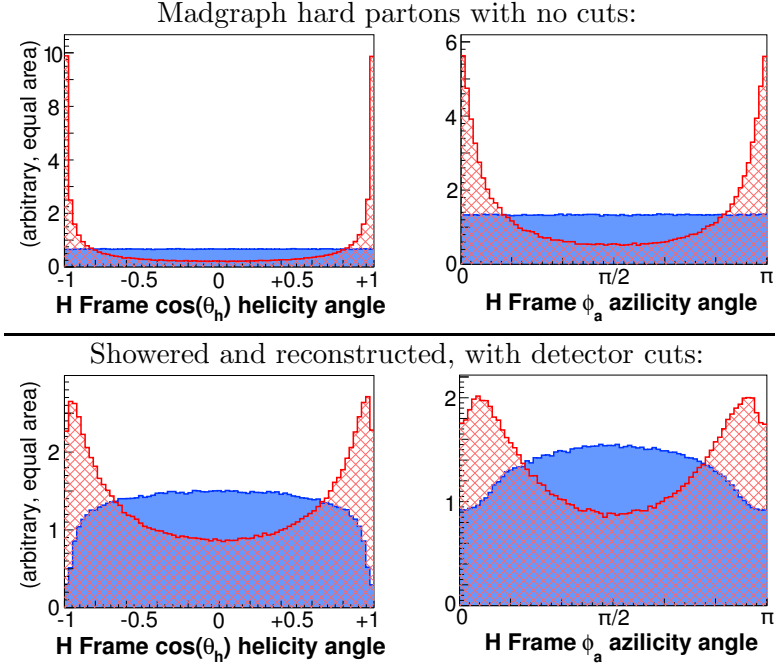 Madgraph hard partons with no cuts:
(arbitrary, equal area)
10
8
6
4
2
0
-1 -0.5 0 +0.5 +1
H Frame cos(θh) helicity angle
6
4
2
0
0 π/2 π
H Frame ϕa azilicity angle
Showered and reconstructed, with detector cuts:
(arbitrary, equal area)
2
1
0
-1 -0.5 0 +0.5 +1
H Frame cos(θh) helicity angle
2
1
0
0 π/2 π
H Frame ϕa azilicity angle